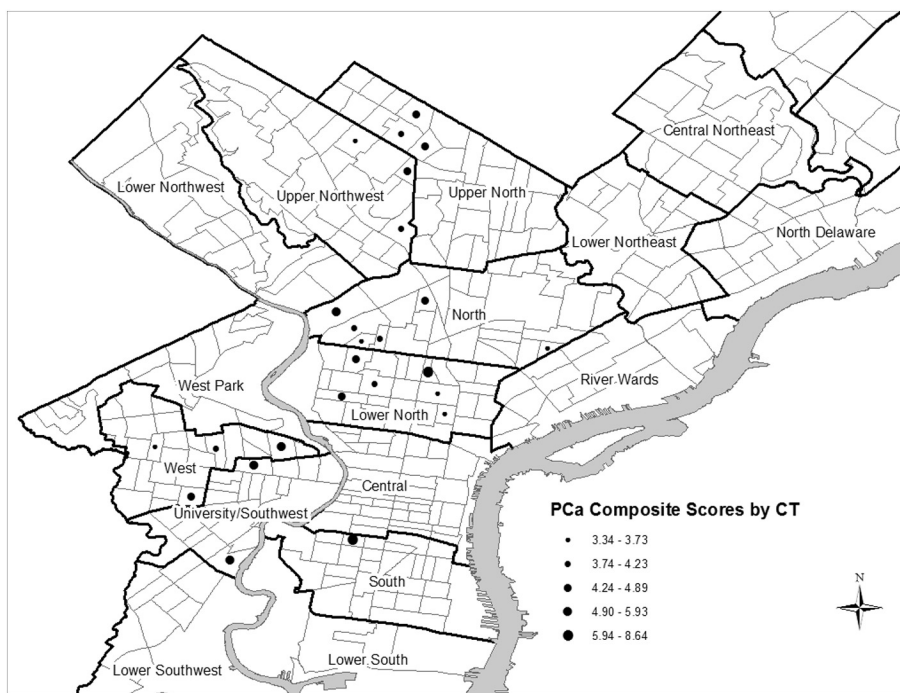 Central Northeast
Lower Northwest
Upper Northwest
Upper North
Lower Northeast
North Delaware
North
West Park
River Wards
Lower North
West
Central
University/Southwest
PCa Composite Scores by CT
3.34 - 3.73
3.74 - 4.23
4.24 - 4.89
4.90 - 5.93
5.94 - 8.64
N
South
Lower Southwest
Lower South